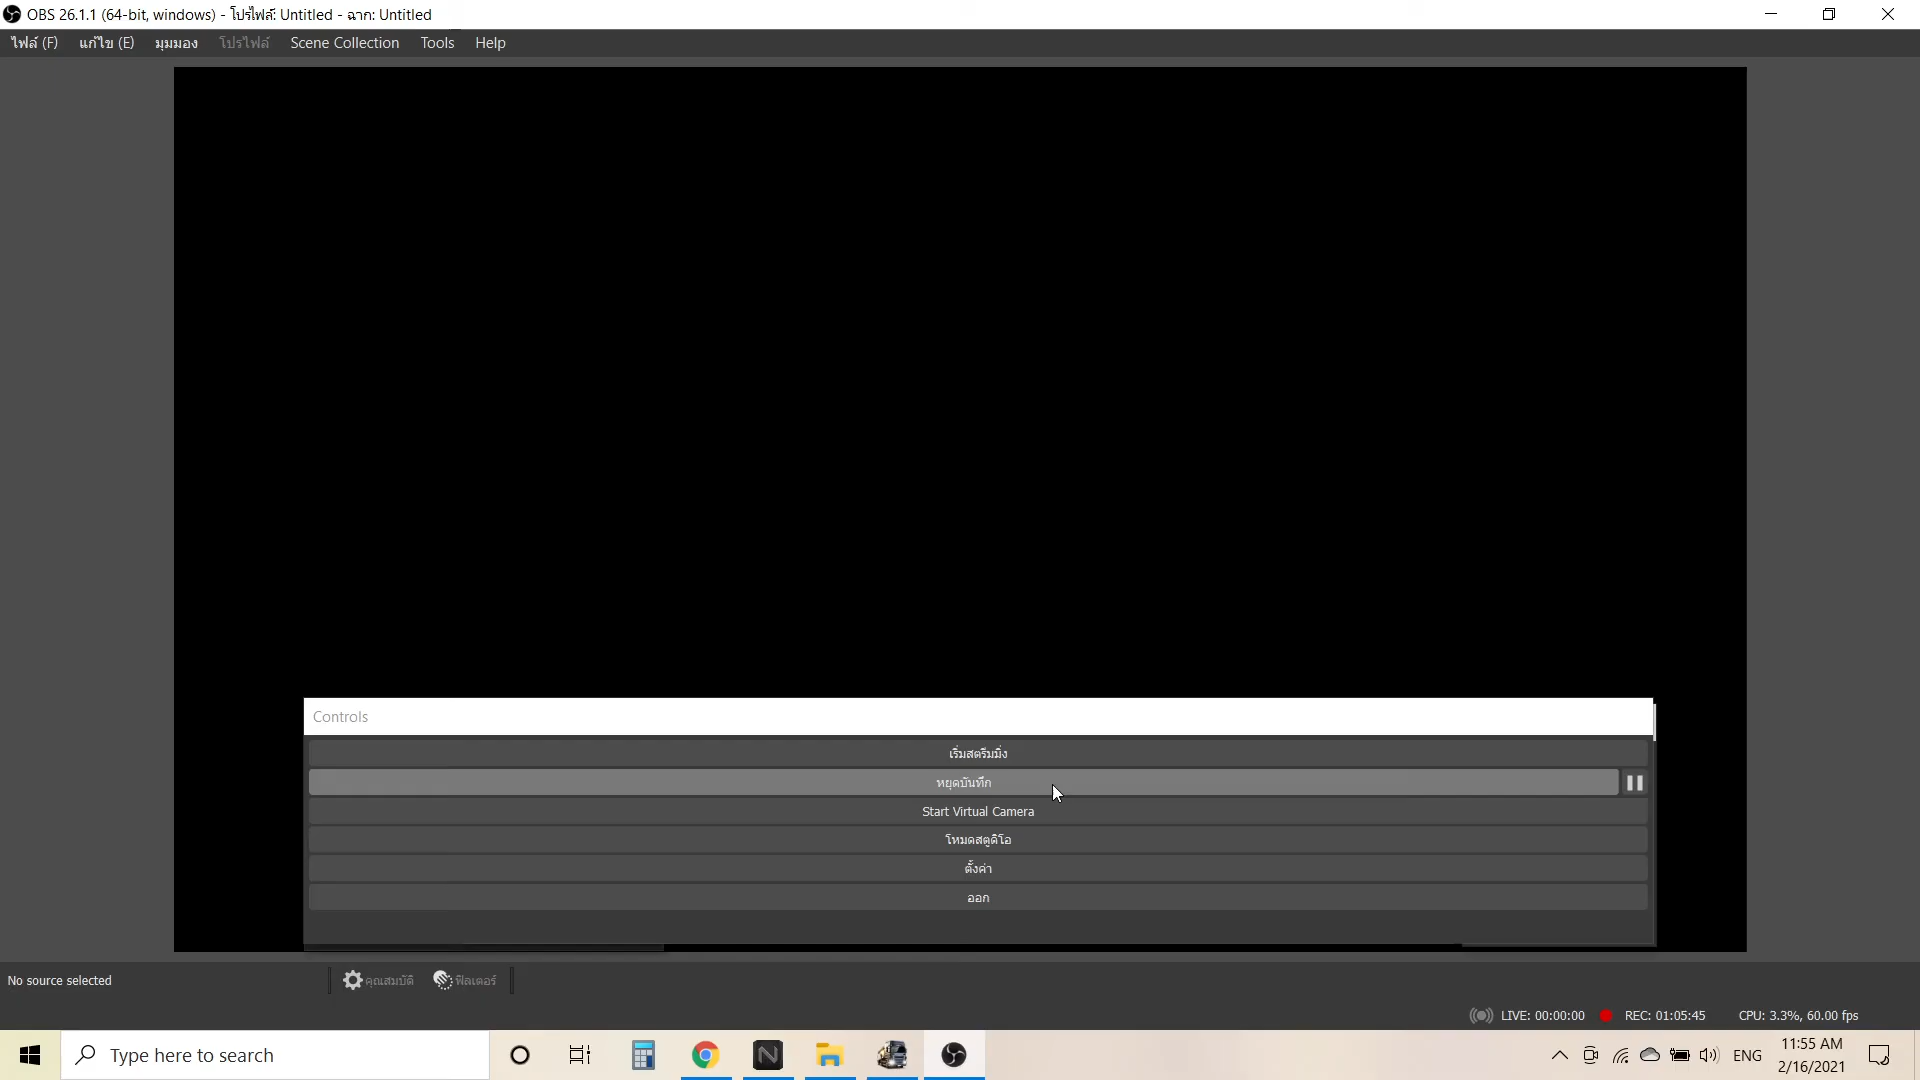 OBS 26.1.1 (64-bit, windows) - โปรไฟล์: Untitled - ฉาก: Untitled
ไฟล์ (F) แก้ไข (E) มุมมอง โปรไฟล์ Scene Collection Tools Help
Controls
เริ่มสตรีมมิ่ง
หยุดบันทึก
Start Virtual Camera
โหมดสตูดิโอ
ตั้งค่า
ออก
No source selected คุณสมบัติ ฟิลเตอร์
LIVE: 00:00:00 REC: 01:05:45 CPU: 3.3%, 60.00 fps
Type here to search ENG
11:55 AM
2/16/2021